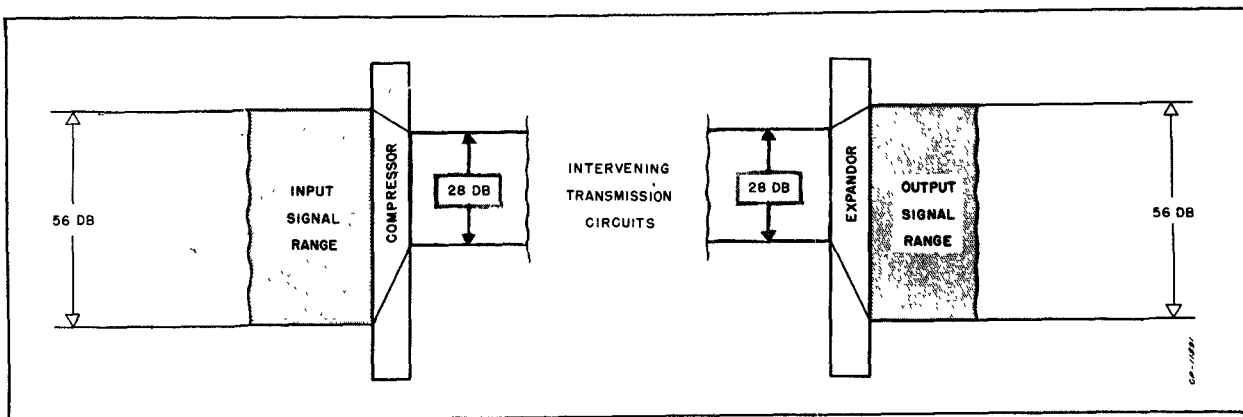 56 DB
INPUT
SIGNAL
RANGE
COMPRESSOR
28 DB
INTERVENING
TRANSMISSION
CIRCUITS
28 DB
EXPANDOR
OUTPUT
SIGNAL
RANGE
56 DB